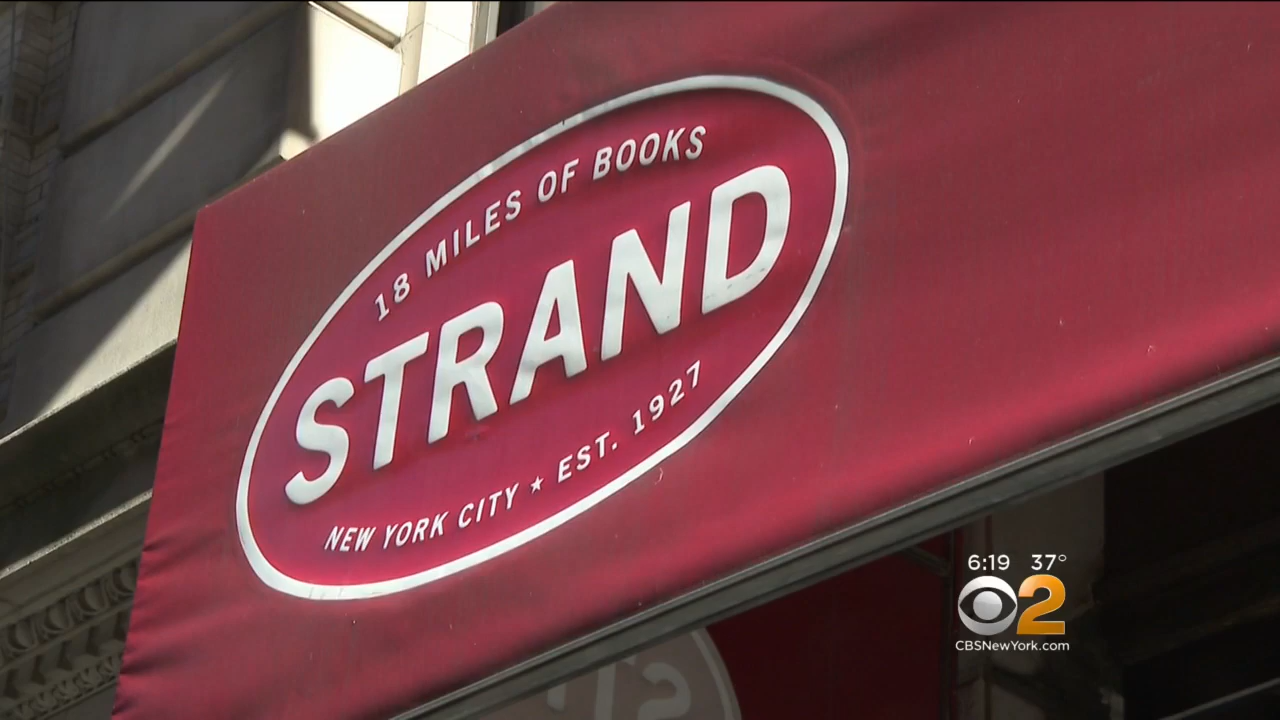 18 MILES OF BOOKS
STRAND
NEW YORK CITY ★ EST. 1927
6:19 37°
2
CBSNewYork.com